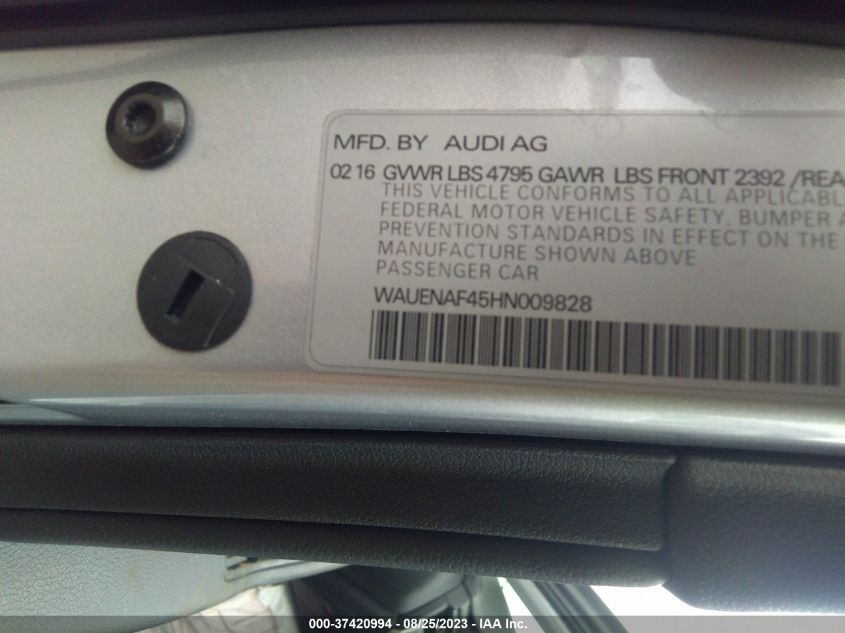 MFD. BY AUDI AG
02 16 GVWR LBS 4795 GAWR LBS FRONT 2392 /REA
THIS VEHICLE CONFORMS TO ALL APPLICABL
FEDERAL MOTOR VEHICLE SAFETY, BUMPER A
PREVENTION STANDARDS IN EFFECT ON THE
MANUFACTURE SHOWN ABOVE
PASSENGER CAR
WAUENAF45HN009828
000-37420994 - 08/25/2023 - IAA Inc.